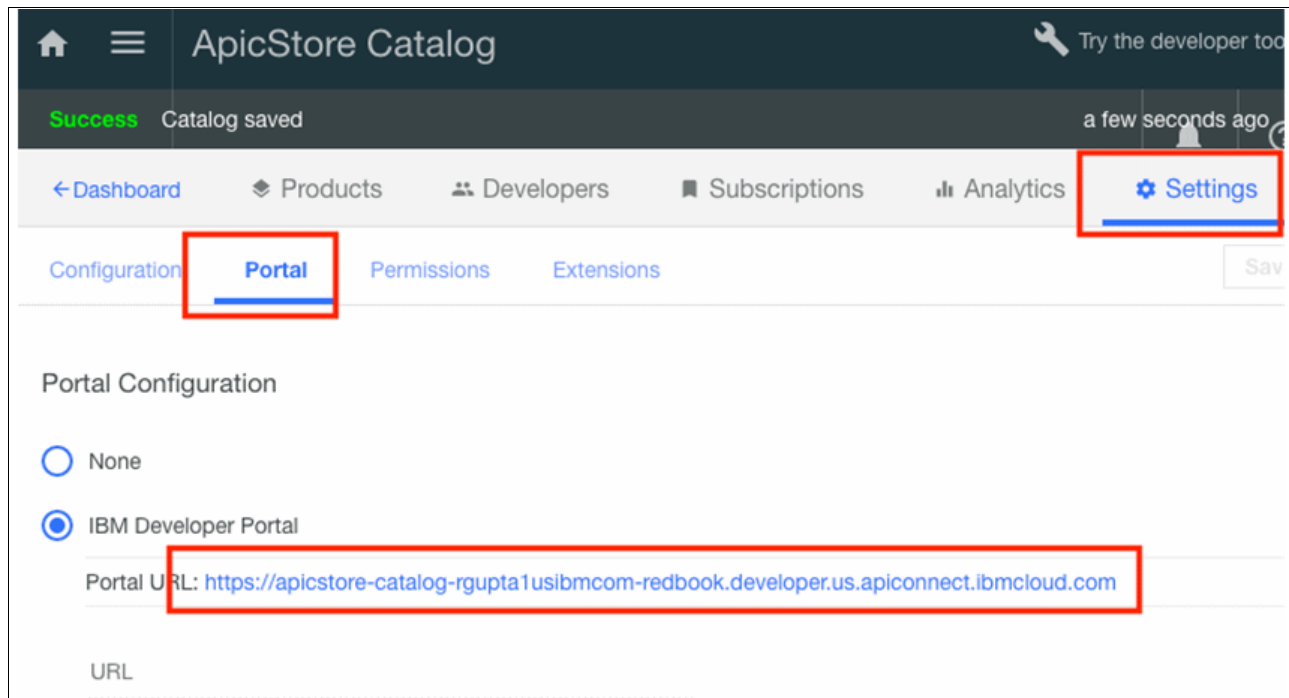 ApicStore Catalog
Try the developer too
Success Catalog saved a few seconds ago
Dashboard Products Developers Subscriptions Analytics Settings
Configuration Portal Permissions Extensions Sav
Portal Configuration
None
IBM Developer Portal
Portal URL: https://apicstore-catalog-rgupta1usibmcom-redbook.developer.us.apiconnect.ibmcloud.com
URL